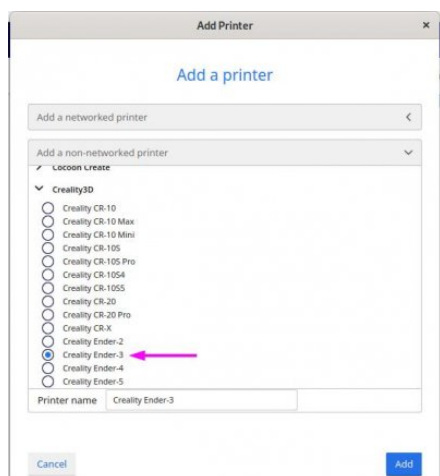 Add Printer
Add a printer
Add a networked printer
Add a non-networked printer
Cocoon Create
Creality3D
Creality CR-10
Creality CR-10 Max
Creality CR-10 Mini
Creality CR-10S
Creality CR-10S Pro
Creality CR-10S4
Creality CR-10S5
Creality CR-20
Creality CR-20 Pro
Creality CR-X
Creality Ender-2
Creality Ender-3
Creality Ender-4
Creality Ender-5
Printer name Creality Ender-3
Cancel Add